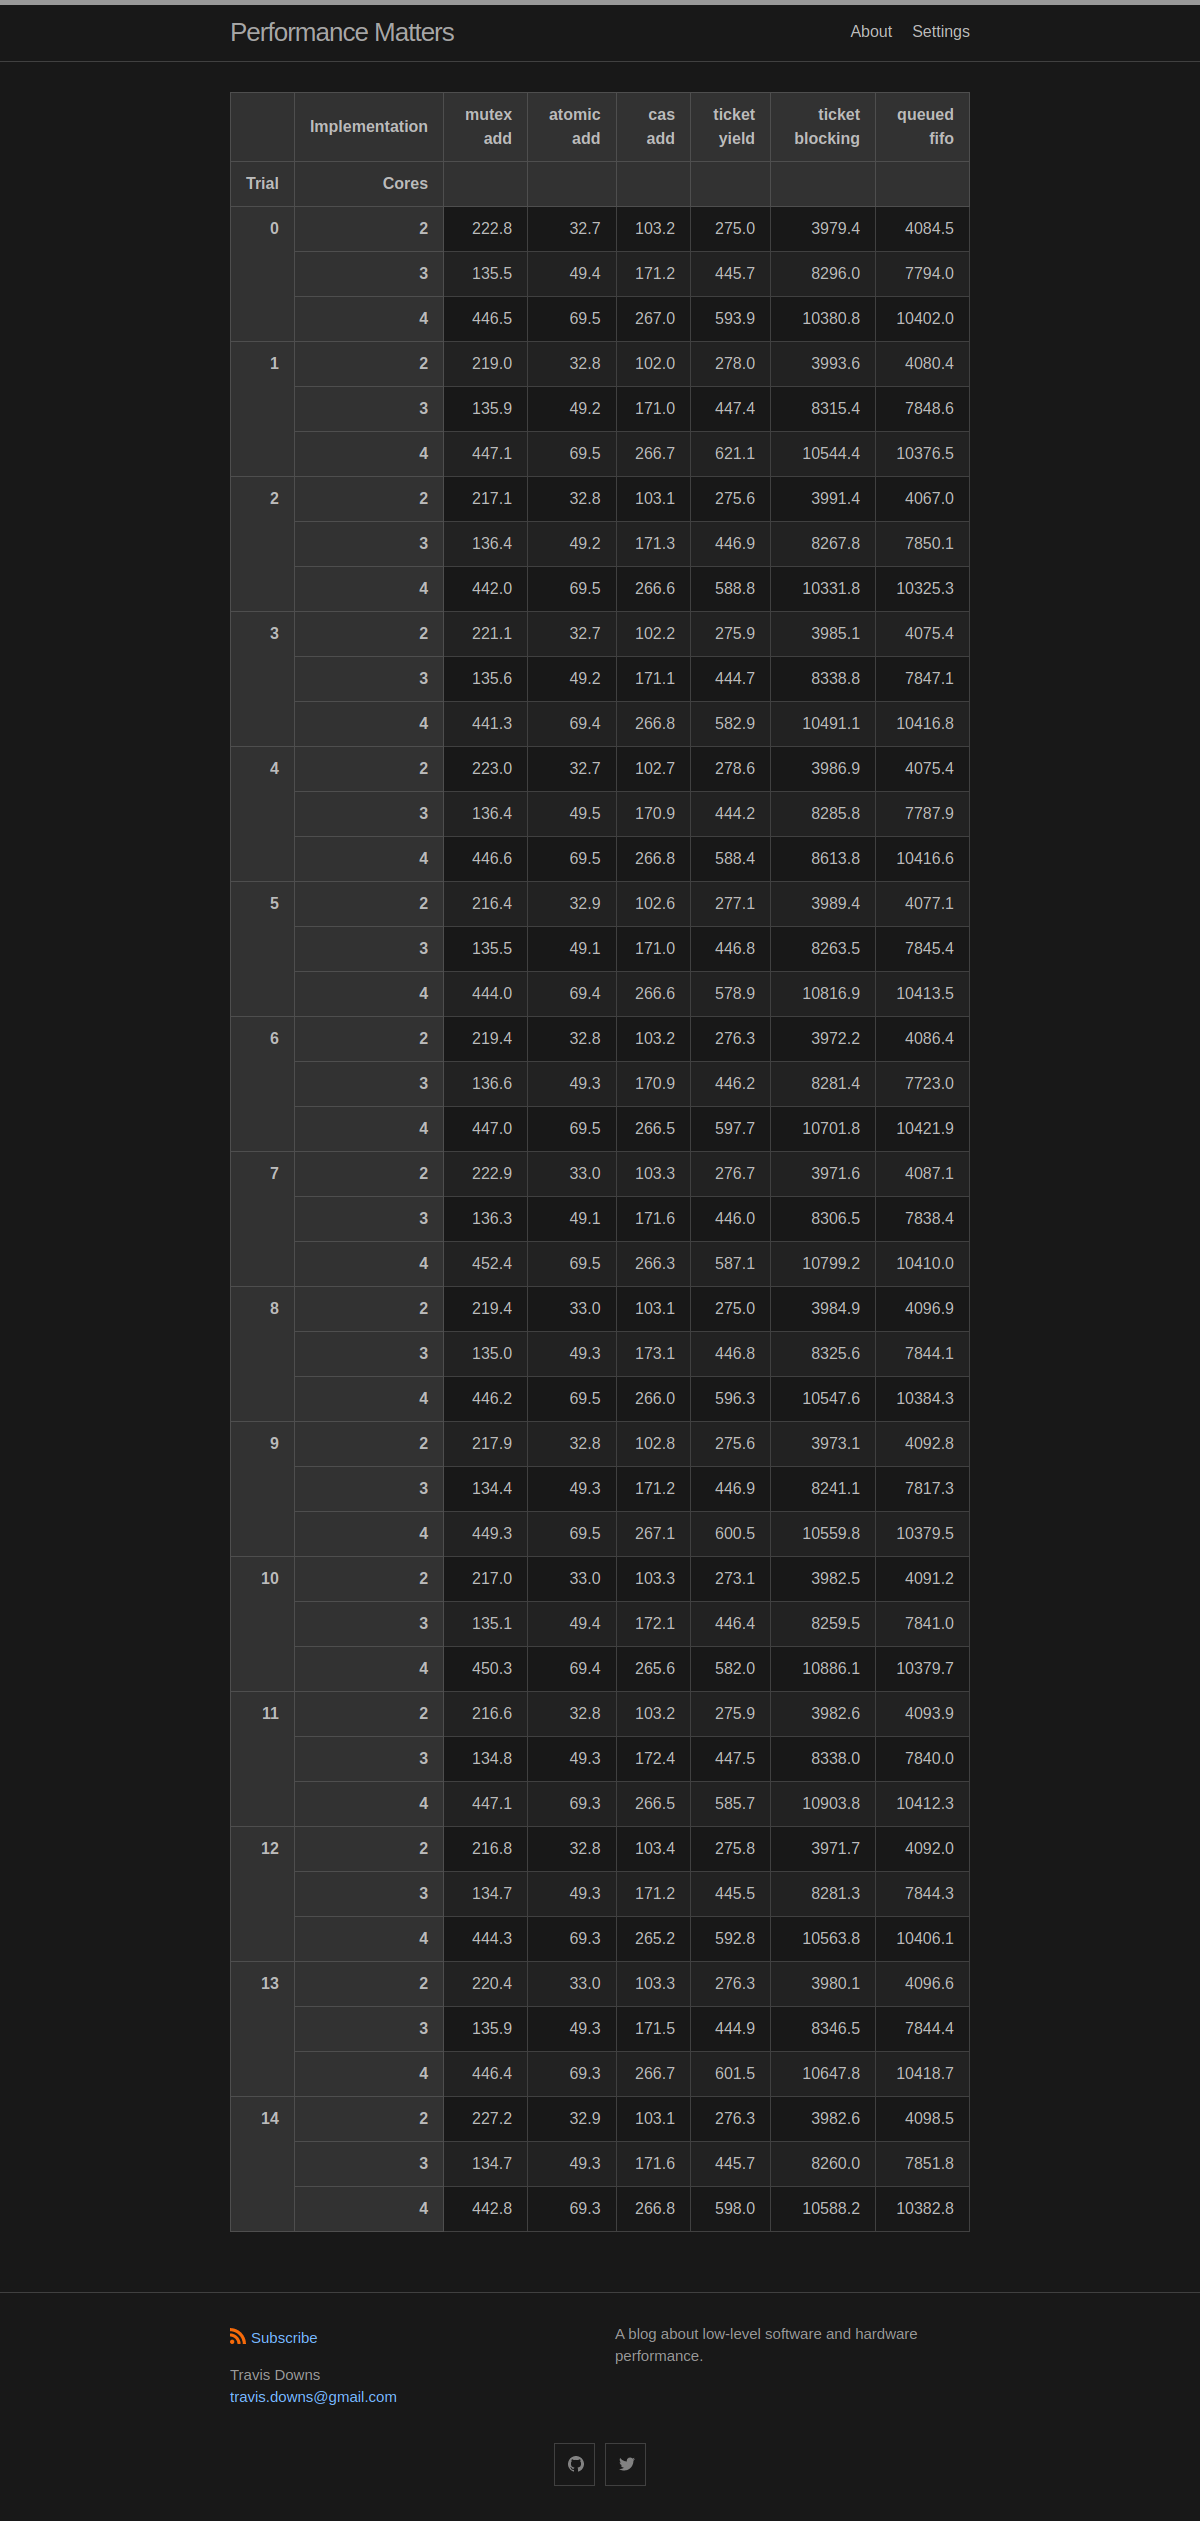 Performance Matters
About Settings
Implementation mutex add atomic add cas add ticket yield ticket blocking queued fifo
Trial Cores
0 2 222.8 32.7 103.2 275.0 3979.4 4084.5
3 135.5 49.4 171.2 445.7 8296.0 7794.0
4 446.5 69.5 267.0 593.9 10380.8 10402.0
1 2 219.0 32.8 102.0 278.0 3993.6 4080.4
3 135.9 49.2 171.0 447.4 8315.4 7848.6
4 447.1 69.5 266.7 621.1 10544.4 10376.5
2 2 217.1 32.8 103.1 275.6 3991.4 4067.0
3 136.4 49.2 171.3 446.9 8267.8 7850.1
4 442.0 69.5 266.6 588.8 10331.8 10325.3
3 2 221.1 32.7 102.2 275.9 3985.1 4075.4
3 135.6 49.2 171.1 444.7 8338.8 7847.1
4 441.3 69.4 266.8 582.9 10491.1 10416.8
4 2 223.0 32.7 102.7 278.6 3986.9 4075.4
3 136.4 49.5 170.9 444.2 8285.8 7787.9
4 446.6 69.5 266.8 588.4 8613.8 10416.6
5 2 216.4 32.9 102.6 277.1 3989.4 4077.1
3 135.5 49.1 171.0 446.8 8263.5 7845.4
4 444.0 69.4 266.6 578.9 10816.9 10413.5
6 2 219.4 32.8 103.2 276.3 3972.2 4086.4
3 136.6 49.3 170.9 446.2 8281.4 7723.0
4 447.0 69.5 266.5 597.7 10701.8 10421.9
7 2 222.9 33.0 103.3 276.7 3971.6 4087.1
3 136.3 49.1 171.6 446.0 8306.5 7838.4
4 452.4 69.5 266.3 587.1 10799.2 10410.0
8 2 219.4 33.0 103.1 275.0 3984.9 4096.9
3 135.0 49.3 173.1 446.8 8325.6 7844.1
4 446.2 69.5 266.0 596.3 10547.6 10384.3
9 2 217.9 32.8 102.8 275.6 3973.1 4092.8
3 134.4 49.3 171.2 446.9 8241.1 7817.3
4 449.3 69.5 267.1 600.5 10559.8 10379.5
10 2 217.0 33.0 103.3 273.1 3982.5 4091.2
3 135.1 49.4 172.1 446.4 8259.5 7841.0
4 450.3 69.4 265.6 582.0 10886.1 10379.7
11 2 216.6 32.8 103.2 275.9 3982.6 4093.9
3 134.8 49.3 172.4 447.5 8338.0 7840.0
4 447.1 69.3 266.5 585.7 10903.8 10412.3
12 2 216.8 32.8 103.4 275.8 3971.7 4092.0
3 134.7 49.3 171.2 445.5 8281.3 7844.3
4 444.3 69.3 265.2 592.8 10563.8 10406.1
13 2 220.4 33.0 103.3 276.3 3980.1 4096.6
3 135.9 49.3 171.5 444.9 8346.5 7844.4
4 446.4 69.3 266.7 601.5 10647.8 10418.7
14 2 227.2 32.9 103.1 276.3 3982.6 4098.5
3 134.7 49.3 171.6 445.7 8260.0 7851.8
4 442.8 69.3 266.8 598.0 10588.2 10382.8
Subscribe
Travis Downs
travis.downs@gmail.com
A blog about low-level software and hardware
performance.